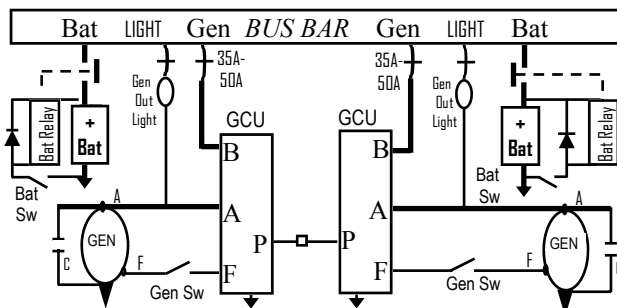 Bat LIGHT Gen BUS BAR Gen LIGHT Bat
35A-
50A
35A-
50A
Gen
Out
Light
Gen
Out
Light
GCU
GCU
Bat Relay
+
Bat
+
Bat
Bat Relay
B
B
Bat
Sw
Bat
Sw
A
A
A
A
GEN
GEN
P
P
C
F
F
F
F
Gen Sw
Gen Sw